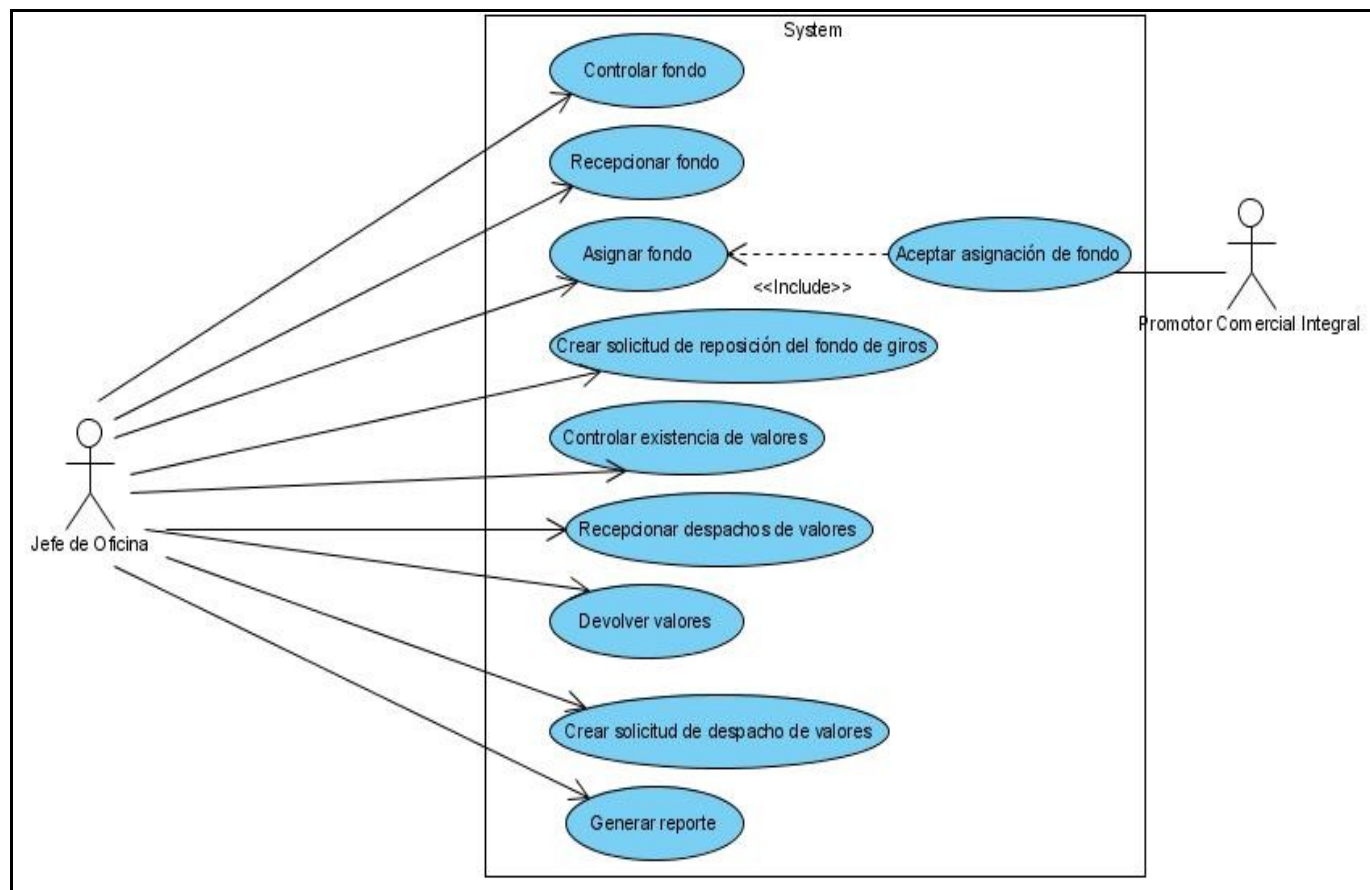 System
Controlar fondo
Recepcionar fondo
Asignar fondo
Aceptar asignación de fondo
<<Include>>
Promotor Comercial Integral
Crear solicitud de reposición del fondo de giros
Controlar existencia de valores
Jefe de Oficina
Recepcionar despachos de valores
Devolver valores
Crear solicitud de despacho de valores
Generar reporte